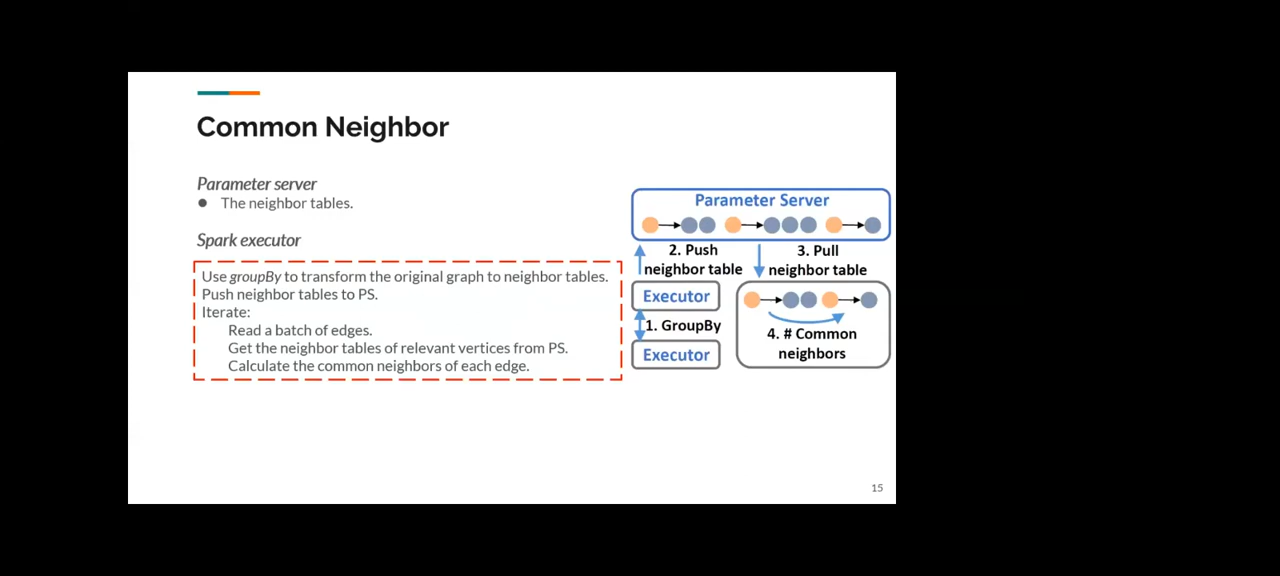 Common Neighbor
Parameter server
● The neighbor tables.
Spark executor
Use groupBy to transform the original graph to neighbor tables.
Push neighbor tables to PS.
Iterate:
Read a batch of edges.
Get the neighbor tables of relevant vertices from PS.
Calculate the common neighbors of each edge.
Parameter Server
2. Push
neighbor table
3. Pull
neighbor table
Executor
1. GroupBy
Executor
4. # Common
neighbors
15